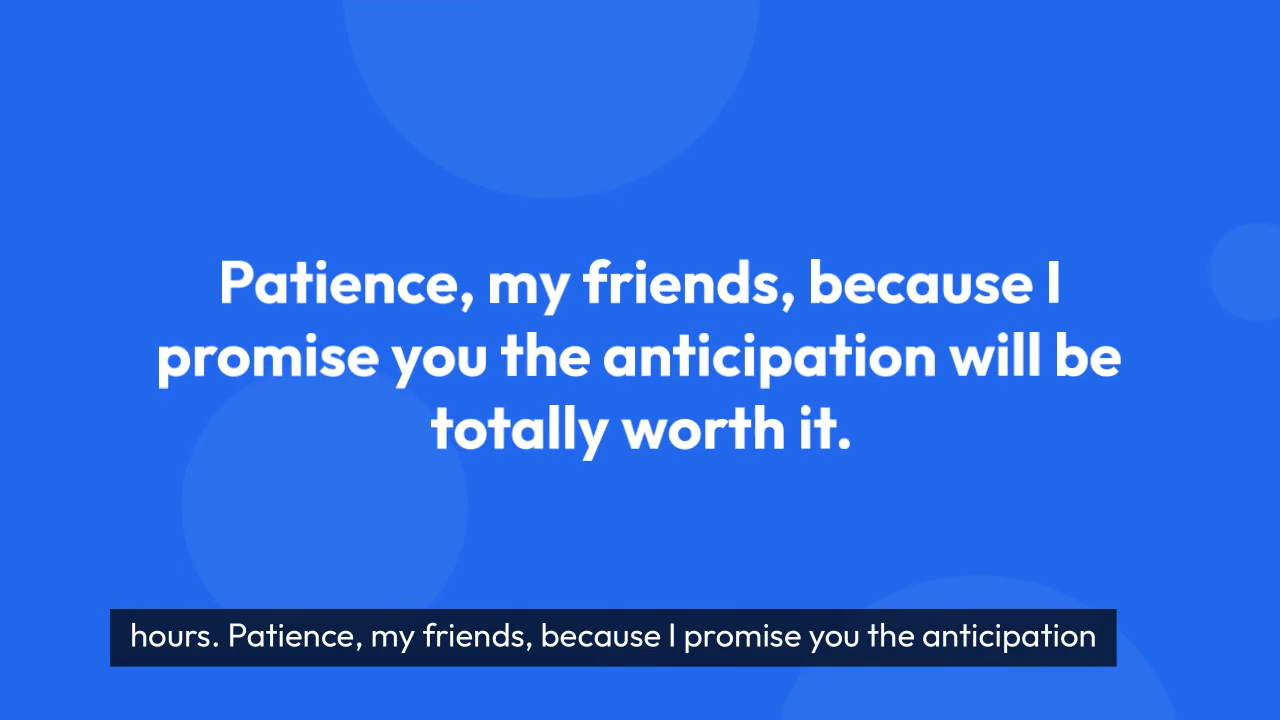 Patience, my friends, because I
promise you the anticipation will be
totally worth it.
hours. Patience, my friends, because I promise you the anticipation